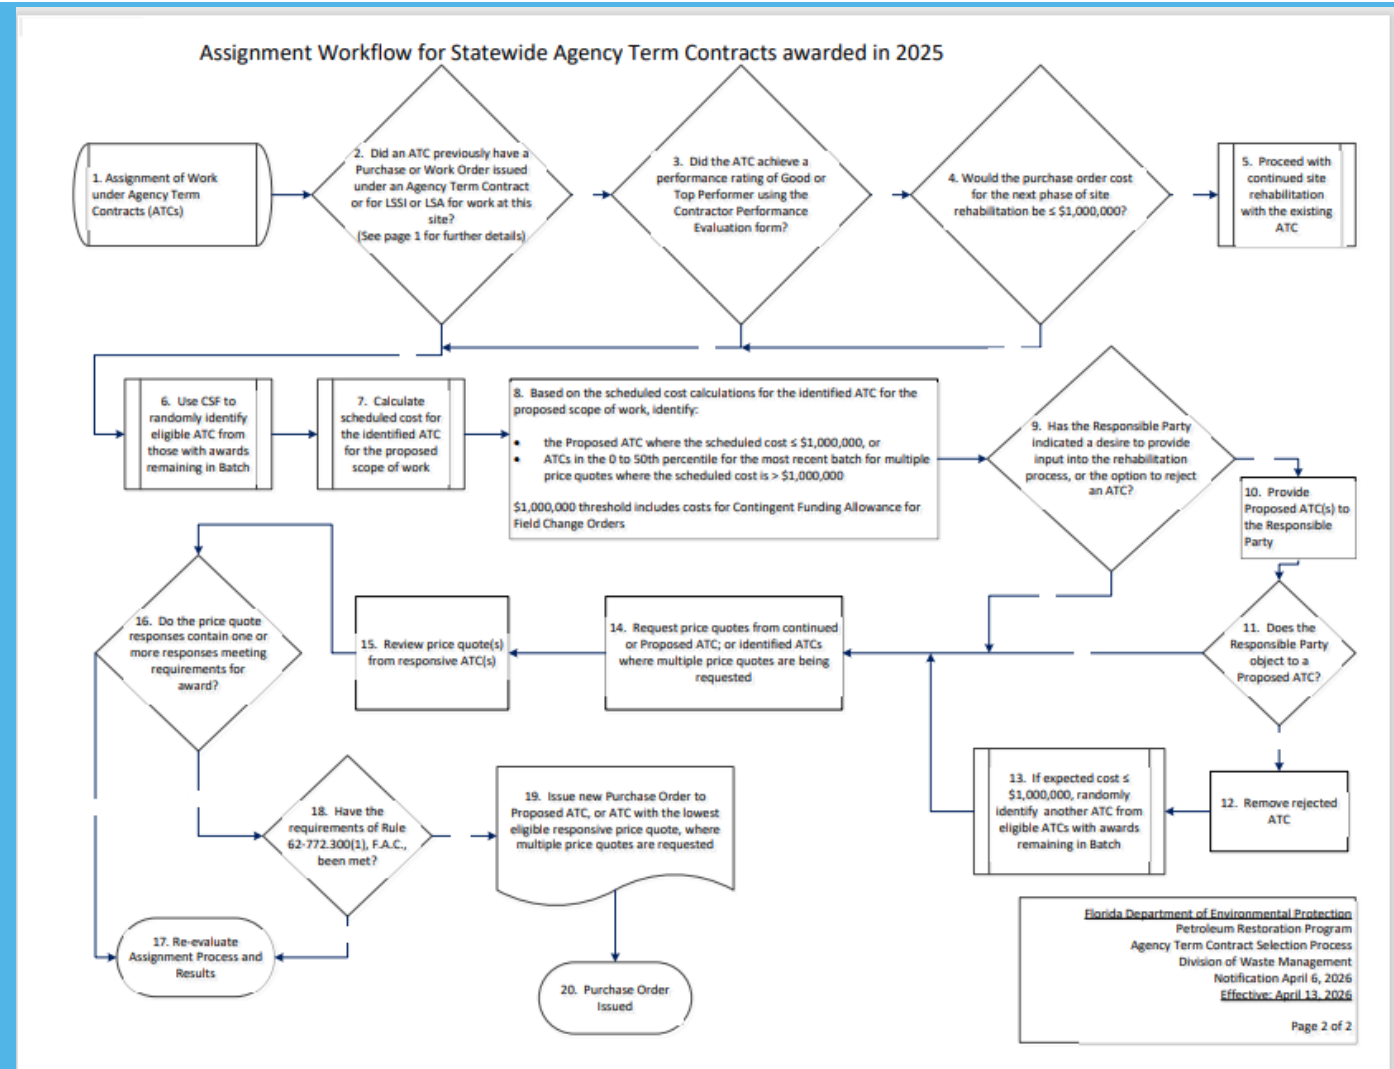 Assignment Workflow for Statewide Agency Term Contracts awarded in 2025
1. Assignment of Work
under Agency Term
Contracts (ATCs)
2. Did an ATC previously have a
Purchase or Work Order issued
under an Agency Term Contract
or for LSSI or LSA for work at this
site?
(See page 1 for further details)
3. Did the ATC achieve a
performance rating of Good or
Top Performer using the
Contractor Performance
Evaluation form?
4. Would the purchase order cost
for the next phase of site
rehabilitation be ≤ $1,000,000?
5. Proceed with
continued site
rehabilitation
with the existing
ATC
6. Use CSF to
randomly identify
eligible ATC from
those with awards
remaining in Batch
7. Calculate
scheduled cost for
the identified ATC
for the proposed
scope of work
8. Based on the scheduled cost calculations for the identified ATC for the
proposed scope of work, identify:
• the Proposed ATC where the scheduled cost ≤ $1,000,000, or
• ATCs in the 0 to 50th percentile for the most recent batch for multiple
price quotes where the scheduled cost is > $1,000,000
$1,000,000 threshold includes costs for Contingent Funding Allowance for
Field Change Orders
9. Has the Responsible Party
indicated a desire to provide
input into the rehabilitation
process, or the option to reject
an ATC?
10. Provide
Proposed ATC(s) to
the Responsible
Party
11. Does the
Responsible Party
object to a
Proposed ATC?
12. Remove rejected
ATC
13. If expected cost ≤
$1,000,000, randomly
identify another ATC from
eligible ATCs with awards
remaining in Batch
14. Request price quotes from continued
or Proposed ATC; or identified ATCs
where multiple price quotes are being
requested
15. Review price quote(s)
from responsive ATC(s)
16. Do the price quote
responses contain one or
more responses meeting
requirements for
award?
17. Re-evaluate
Assignment Process and
Results
18. Have the
requirements of Rule
62-772.300(1), F.A.C.,
been met?
19. Issue new Purchase Order to
Proposed ATC, or ATC with the lowest
eligible responsive price quote, where
multiple price quotes are requested
20. Purchase Order
Issued
Florida Department of Environmental Protection
Petroleum Restoration Program
Agency Term Contract Selection Process
Division of Waste Management
Notification April 6, 2026
Effective: April 13, 2026
Page 2 of 2